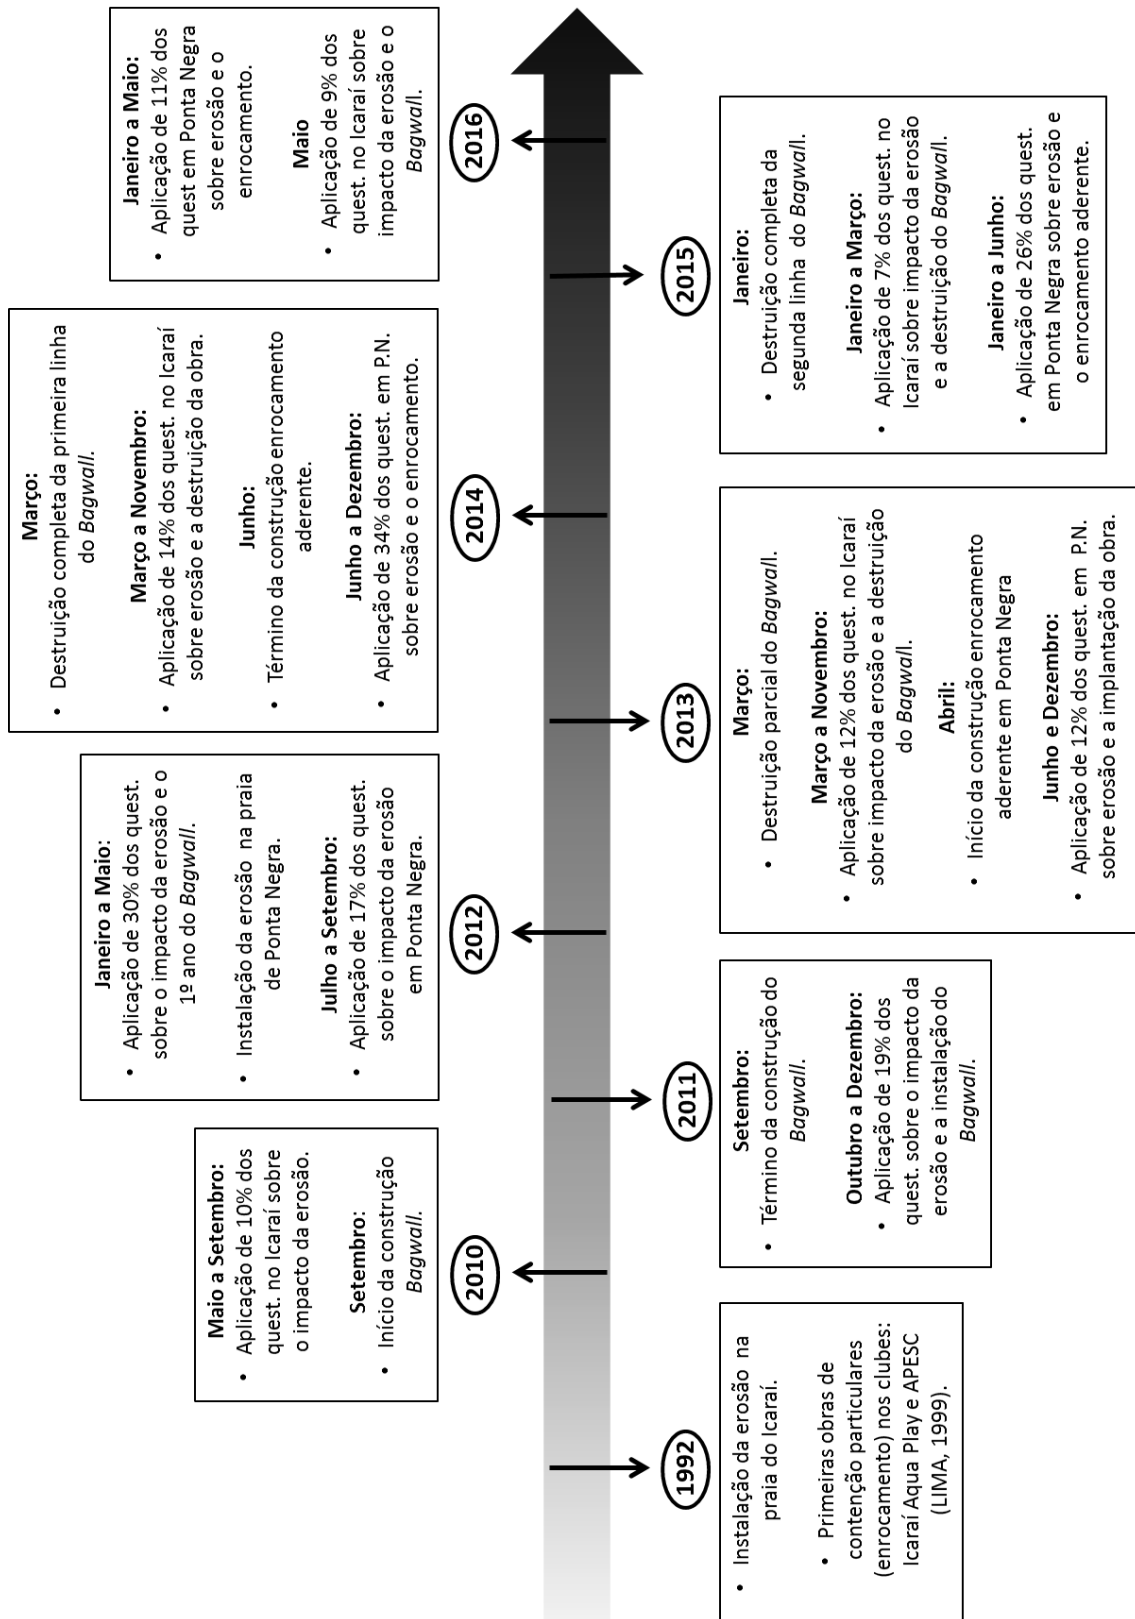 1992
• Instalação da erosão na
praia do Icaraí.
• Primeiras obras de
contenção particulares
(enrocamento) nos clubes:
Icaraí Aqua Play e APESC
(LIMA, 1999).
Maio a Setembro:
• Aplicação de 10% dos
quest. no Icaraí sobre
o impacto da erosão.
Setembro:
• Início da construção
Bagwall.
2010
2011
Setembro:
• Término da construção do
Bagwall.
Outubro a Dezembro:
• Aplicação de 19% dos
quest. sobre o impacto da
erosão e a instalação do
Bagwall.
Janeiro a Maio:
• Aplicação de 30% dos quest.
sobre o impacto da erosão e o
1º ano do Bagwall.
• Instalação da erosão na praia
de Ponta Negra.
Julho a Setembro:
• Aplicação de 17% dos quest.
sobre o impacto da erosão
em Ponta Negra.
2012
2013
Março:
• Destruição parcial do Bagwall.
Março a Novembro:
• Aplicação de 12% dos quest. no Icaraí
sobre impacto da erosão e a destruição
do Bagwall.
Abril:
• Início da construção enrocamento
aderente em Ponta Negra
Junho e Dezembro:
• Aplicação de 12% dos quest. em P.N.
sobre erosão e a implantação da obra.
Março:
• Destruição completa da primeira linha
do Bagwall.
Março a Novembro:
• Aplicação de 14% dos quest. no Icaraí
sobre erosão e a destruição da obra.
Junho:
• Término da construção enrocamento
aderente.
Junho a Dezembro:
• Aplicação de 34% dos quest. em P.N.
sobre erosão e o enrocamento.
2014
2015
Janeiro:
• Destruição completa da
segunda linha do Bagwall.
Janeiro a Março:
• Aplicação de 7% dos quest. no
Icaraí sobre impacto da erosão
e a destruição do Bagwall.
Janeiro a Junho:
• Aplicação de 26% dos quest.
em Ponta Negra sobre erosão e
o enrocamento aderente.
Janeiro a Maio:
• Aplicação de 11% dos
quest em Ponta Negra
sobre erosão e o
enrocamento.
Maio
• Aplicação de 9% dos
quest. no Icaraí sobre
impacto da erosão e o
Bagwall.
2016